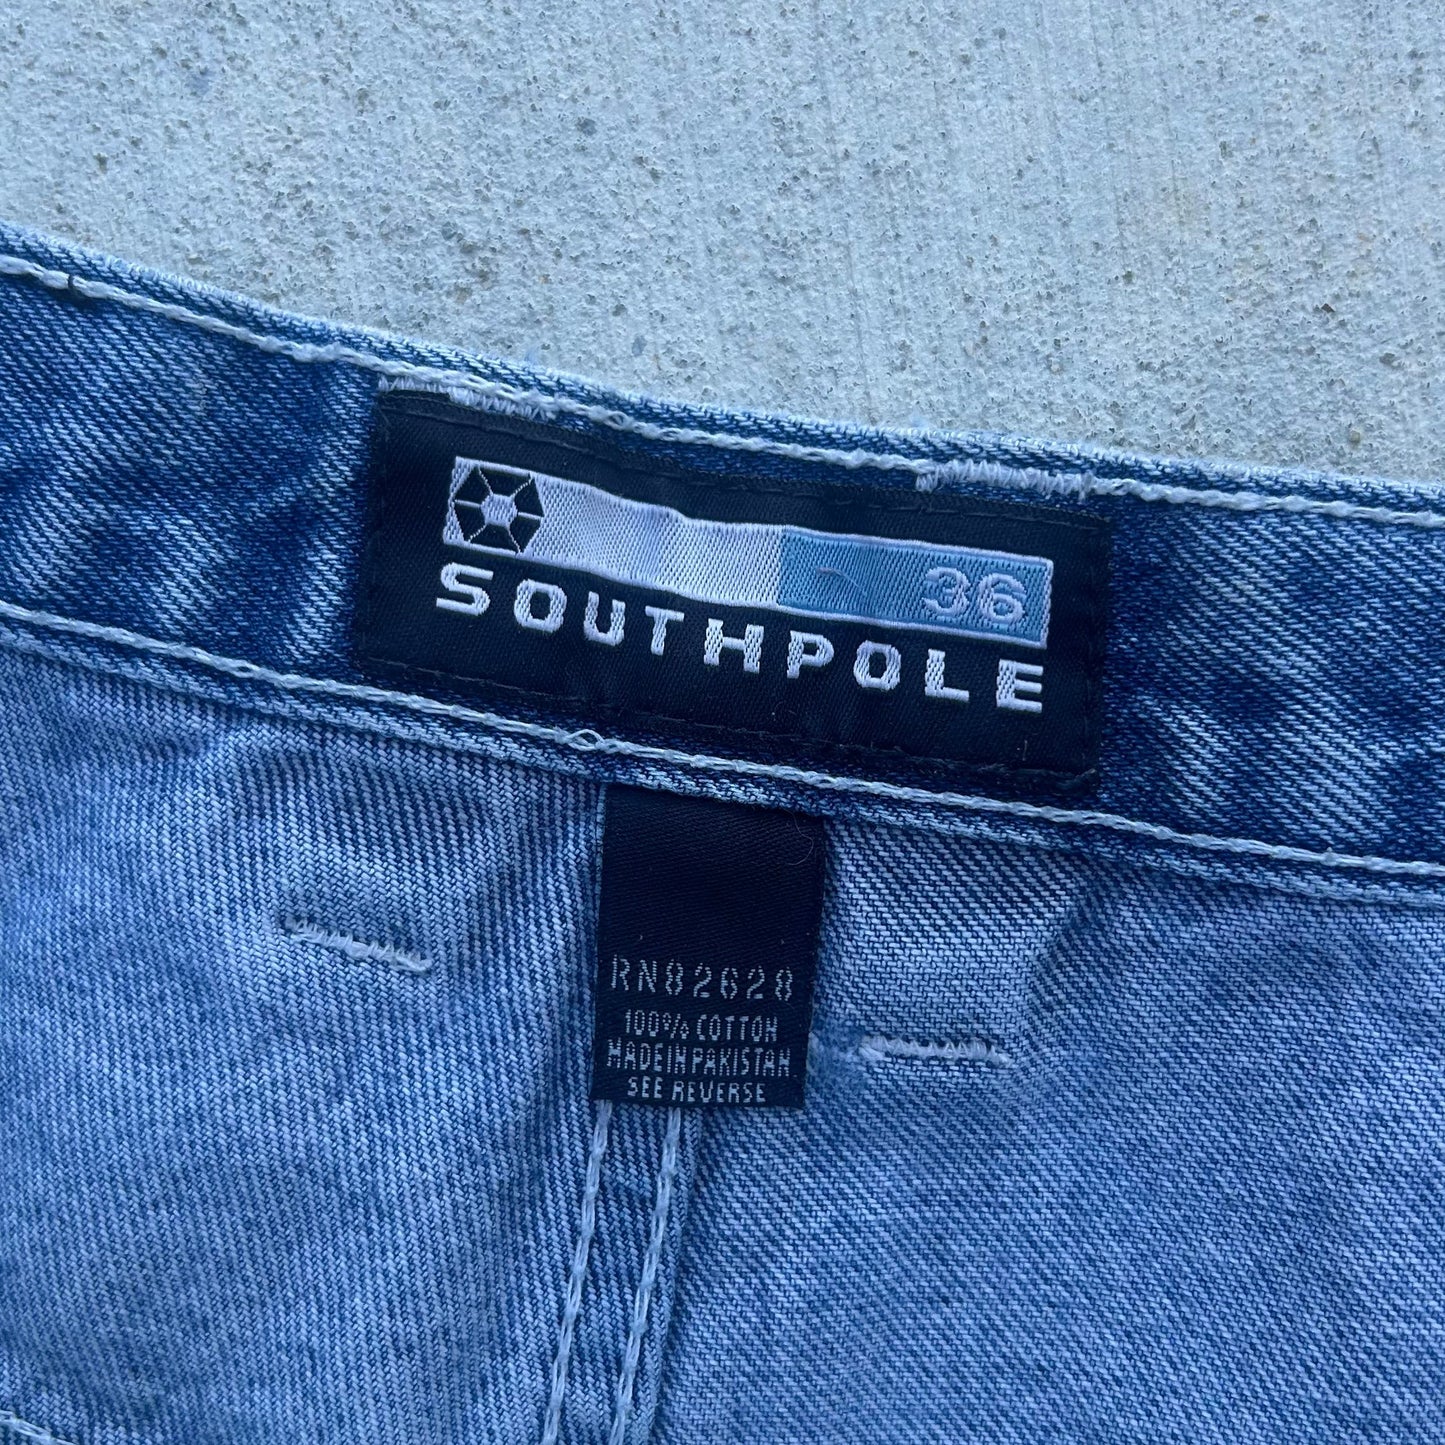 36
SOUTHPOLE
RN82628
100% COTTON
MADE IN PAKISTAN
SEE REVERSE